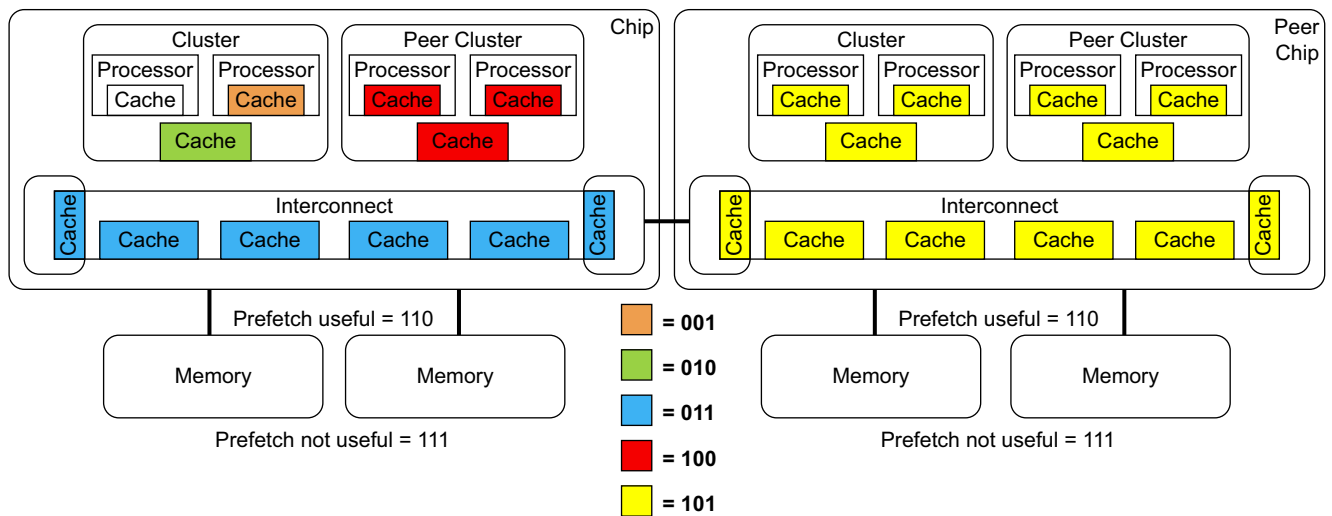 Chip
Cluster
Processor
Cache
Processor
Cache
Cache
Peer Cluster
Processor
Cache
Processor
Cache
Cache
Interconnect
Cache
Cache
Cache
Cache
Cache
Cache
Peer
Chip
Cluster
Processor
Cache
Processor
Cache
Cache
Peer Cluster
Processor
Cache
Processor
Cache
Cache
Interconnect
Cache
Cache
Cache
Cache
Cache
Cache
Prefetch useful = 110
Memory
Memory
Prefetch not useful = 111
= 001
= 010
= 011
= 100
= 101
Prefetch useful = 110
Memory
Memory
Prefetch not useful = 111